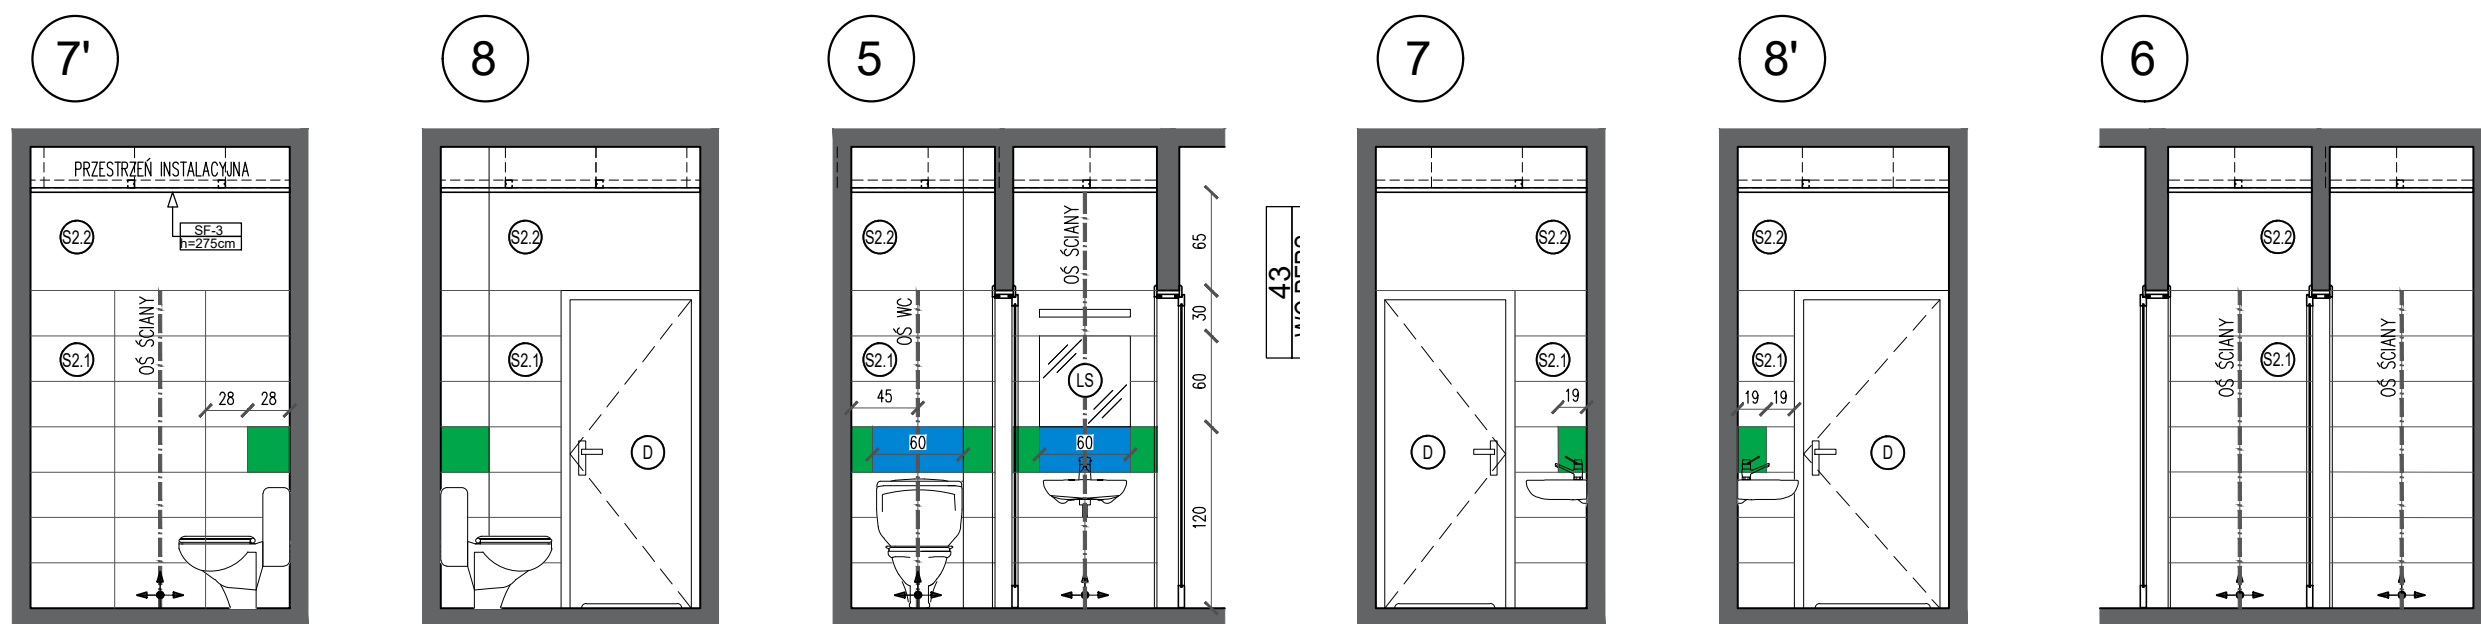 7'
8
5
7
8'
6
PRZESTRZEŃ INSTALACYJNA
SF-3
h=275cm
S2.2
S2.1
OŚ ŚCIANY
28
28
S2.2
S2.1
D
S2.2
S2.1
OŚ WC
45
60
OŚ ŚCIANY
LS
60
65
30
60
120
43
S2.2
S2.1
19
D
S2.2
S2.1
19
19
D
S2.2
S2.1
OŚ ŚCIANY
OŚ ŚCIANY